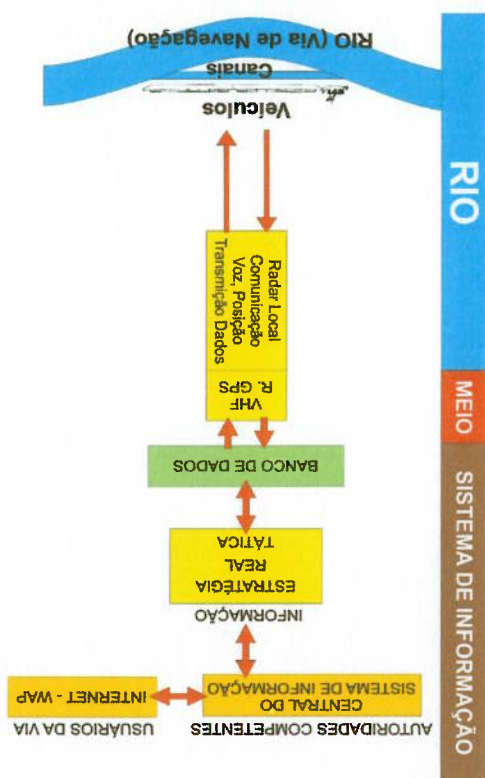 AUTORIDADES COMPETENTES
USUÁRIOS DA VIA
CENTRAL DO
SISTEMA DE INFORMAÇÃO
INTERNET - WAP
INFORMAÇÃO
ESTRATÉGIA
REAL
TÁTICA
BANCO DE DADOS
VHF
R. GPS
Radar Local
Comunicação
Voz, Posição
Transmição Dados
Veículos
Canais
RIO (Via de Navegação)
SISTEMA DE INFORMAÇÃO
MEIO
RIO